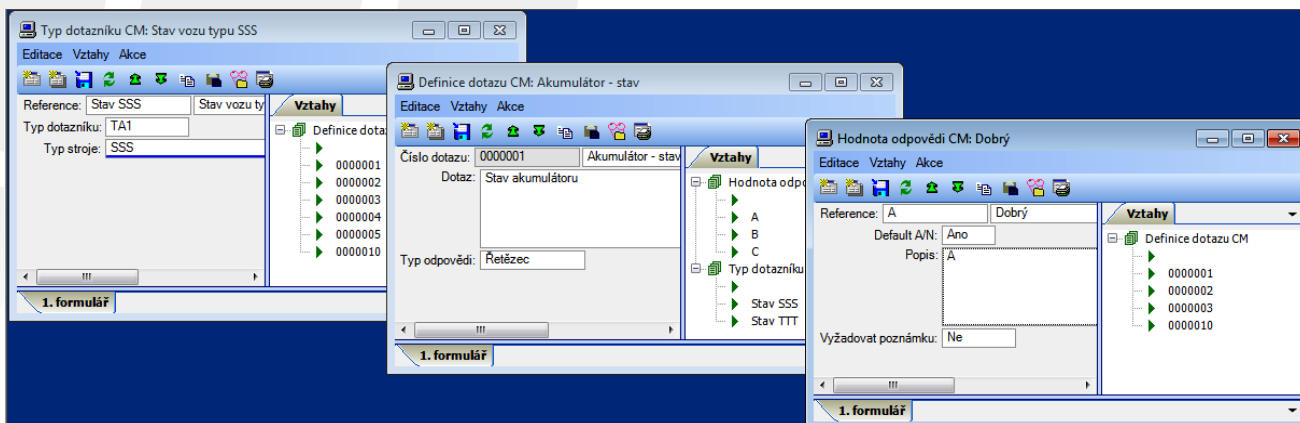 Typ dotazníku CM: Stav vozu typu SSS
Editace Vztahy Akce
Reference: Stav SSS Stav vozu ty
Typ dotazníku: TA1
Typ stroje: SSS
Vztahy
Definice dota
0000001
0000002
0000003
0000004
0000005
0000010
1. formulář
Definice dotazu CM: Akumulátor - stav
Editace Vztahy Akce
Číslo dotazu: 0000001 Akumulátor - stav
Dotaz: Stav akumulátoru
Typ odpovědi: Řetězec
Vztahy
Hodnota odpo
A
B
C
Typ dotazníku
Stav SSS
Stav TTT
1. formulář
Hodnota odpovědi CM: Dobrý
Editace Vztahy Akce
Reference: A Dobrý
Default A/N: Ano
Popis: A
Vyžadovat poznámku: Ne
Vztahy
Definice dotazu CM
0000001
0000002
0000003
0000010
1. formulář